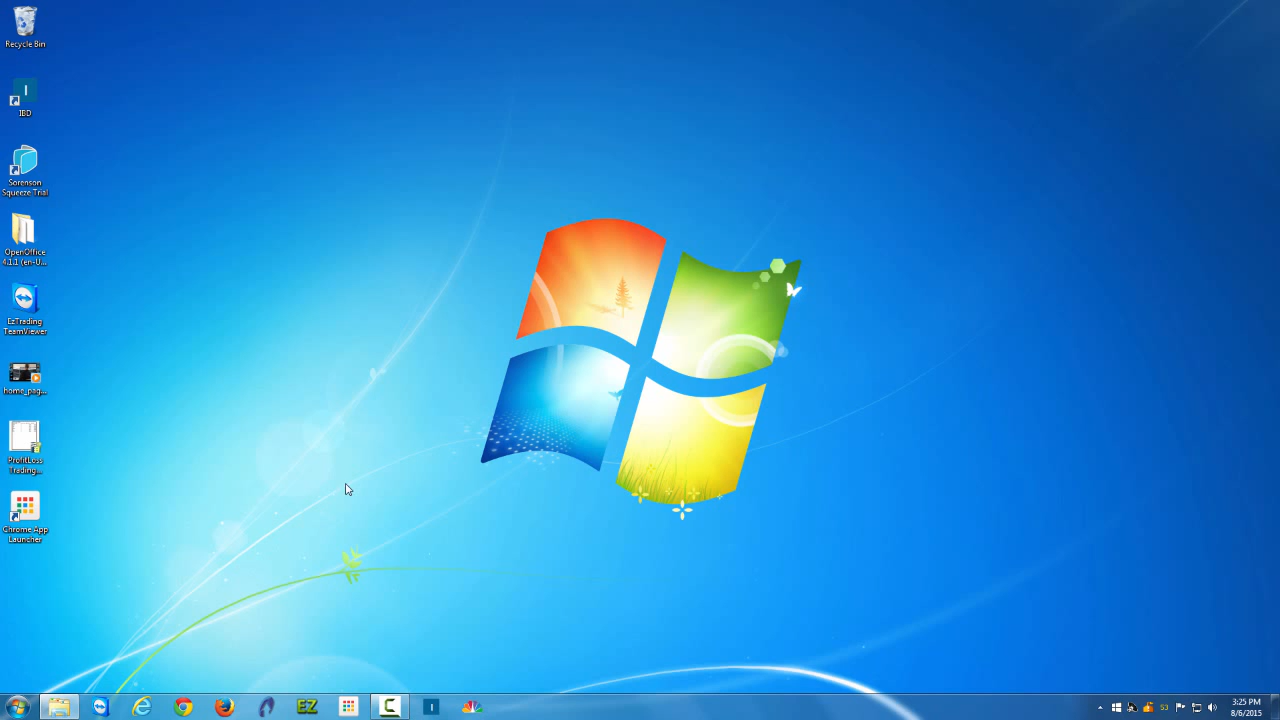 Recycle Bin
I
IBD
Sorenson
Squeeze Trial
OpenOffice
4.1.1 (en-U...
EzTrading
TeamViewer
home_pag...
ProfitLoss
Trading...
Chrome App
Launcher
EZ
C
I
53
3:25 PM
8/6/2015